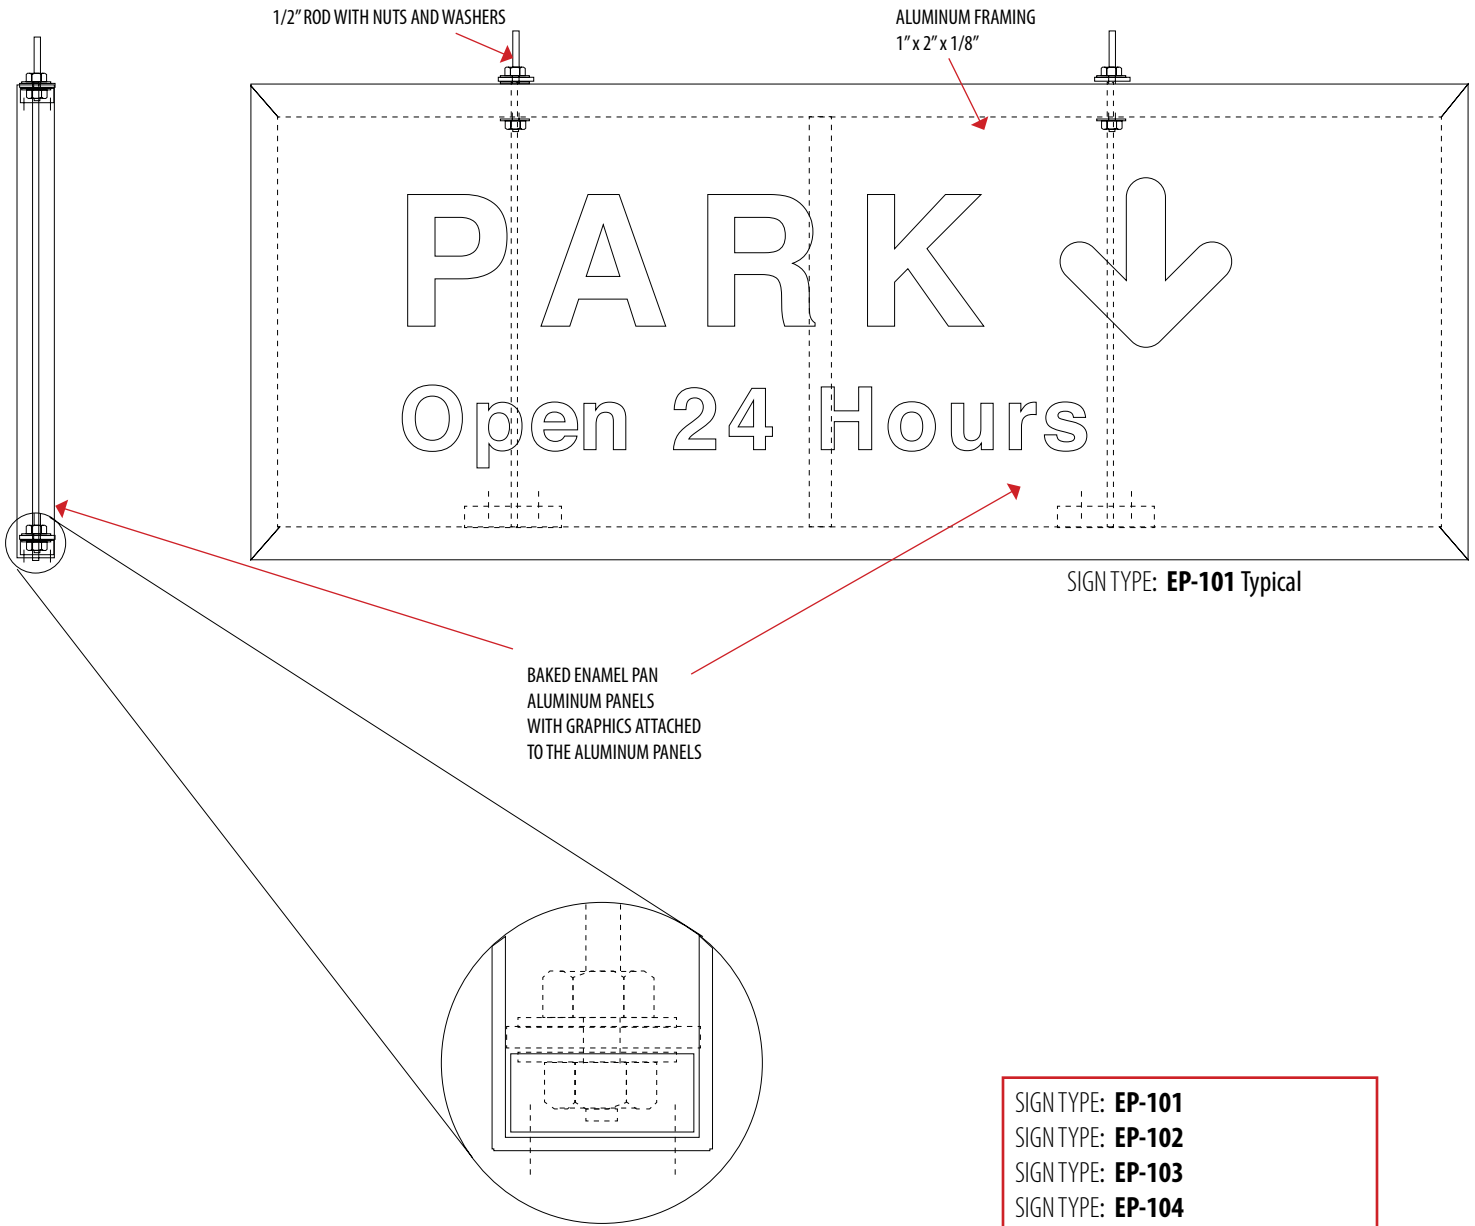 1/2" ROD WITH NUTS AND WASHERS
ALUMINUM FRAMING
1" x 2" x 1/8"
PARK
Open 24 Hours
SIGN TYPE: EP-101 Typical
BAKED ENAMEL PAN
ALUMINUM PANELS
WITH GRAPHICS ATTACHED
TO THE ALUMINUM PANELS
SIGN TYPE: EP-101
SIGN TYPE: EP-102
SIGN TYPE: EP-103
SIGN TYPE: EP-104